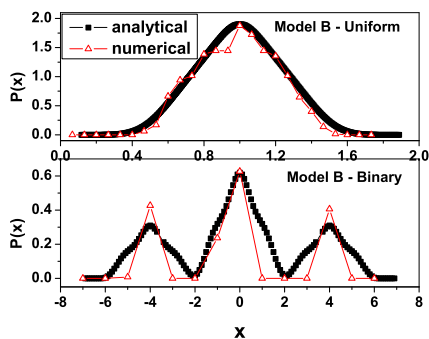 analytical
numerical
Model B - Uniform
P(x)
2.0
1.5
1.0
0.5
0.0
0.0 0.4 0.8 1.2 1.6 2.0
Model B - Binary
P(x)
0.6
0.4
0.2
0.0
-8 -6 -4 -2 0 2 4 6 8
x